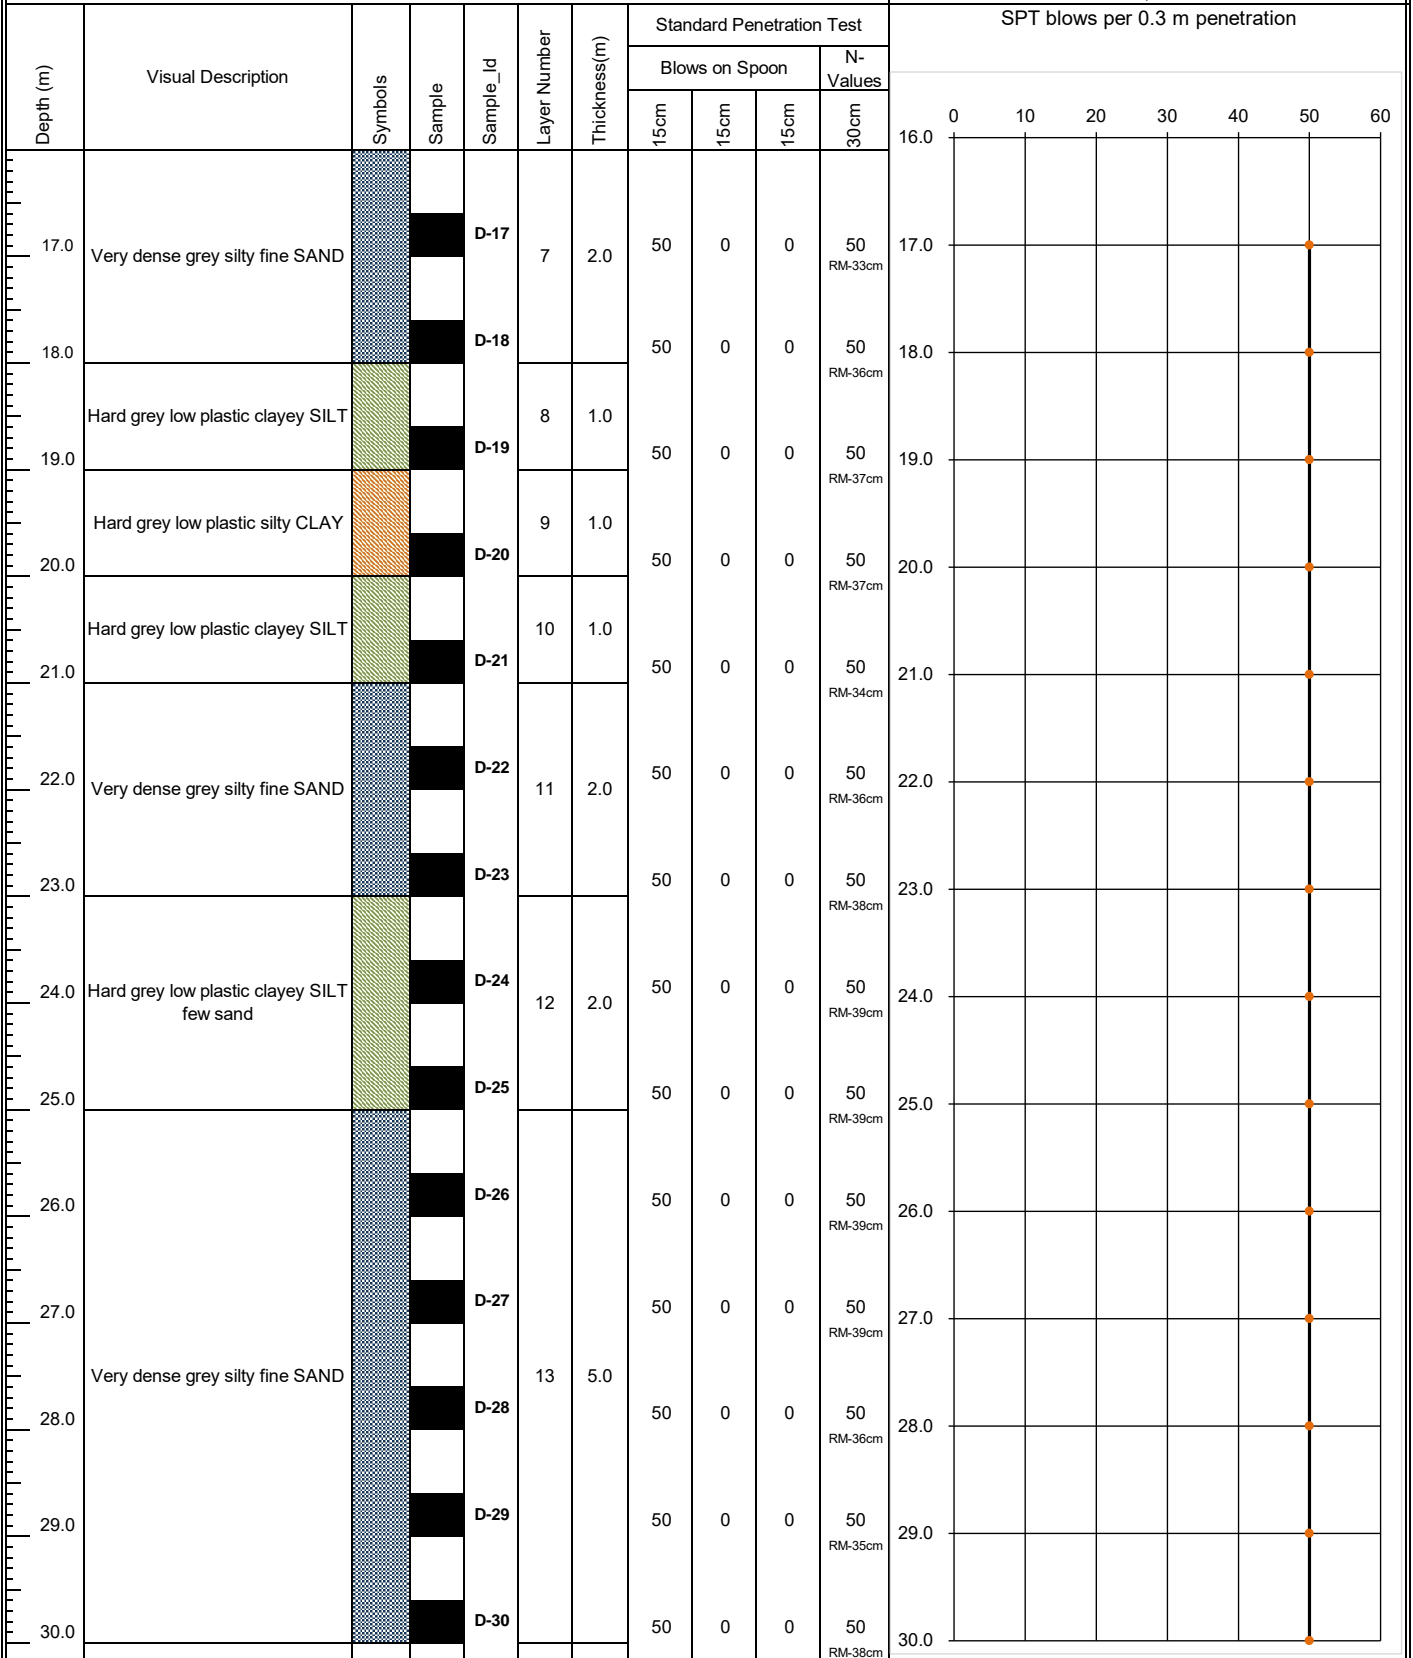 Standard Penetration Test
SPT blows per 0.3 m penetration
Depth (m)
Visual Description
Symbols
Sample
Sample_Id
Layer Number
Thickness(m)
Blows on Spoon
N-
Values
15cm
15cm
15cm
30cm
0 10 20 30 40 50 60
16.0
17.0 Very dense grey silty fine SAND D-17 7 2.0 50 0 0 50 17.0
RM-33cm
18.0 D-18 50 0 0 50 18.0
RM-36cm
Hard grey low plastic clayey SILT 8 1.0
19.0 D-19 50 0 0 50 19.0
RM-37cm
Hard grey low plastic silty CLAY 9 1.0
20.0 D-20 50 0 0 50 20.0
RM-37cm
Hard grey low plastic clayey SILT 10 1.0
21.0 D-21 50 0 0 50 21.0
RM-34cm
22.0 Very dense grey silty fine SAND D-22 11 2.0 50 0 0 50 22.0
RM-36cm
23.0 D-23 50 0 0 50 23.0
RM-38cm
24.0 Hard grey low plastic clayey SILT D-24 12 2.0 50 0 0 50 24.0
few sand
RM-39cm
25.0 D-25 50 0 0 50 25.0
RM-39cm
26.0 D-26 50 0 0 50 26.0
RM-39cm
27.0 D-27 50 0 0 50 27.0
RM-39cm
Very dense grey silty fine SAND 13 5.0
28.0 D-28 50 0 0 50 28.0
RM-36cm
29.0 D-29 50 0 0 50 29.0
RM-35cm
30.0 D-30 50 0 0 50 30.0
RM-38cm